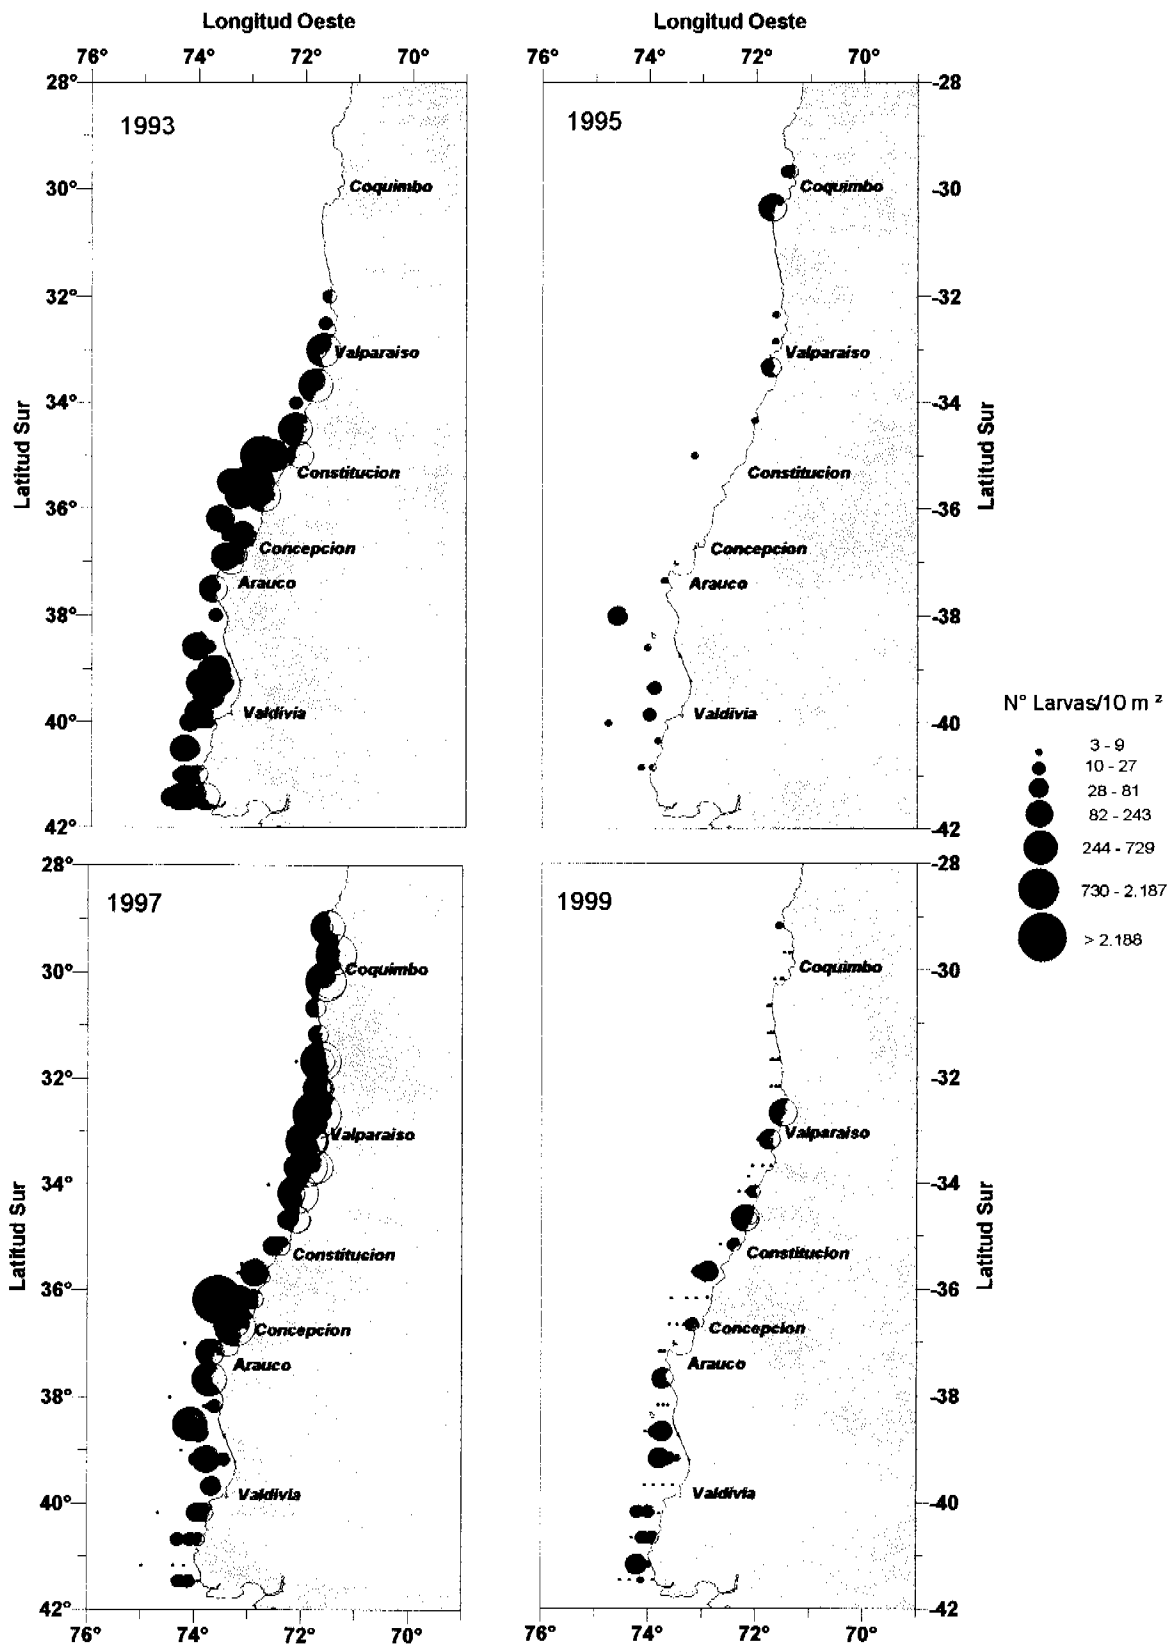 Longitud Oeste
Longitud Oeste
76° 74° 72° 70°
76° 74° 72° 70°
28°
30°
32°
34°
36°
38°
40°
42°
Latitud Sur
1993
Coquimbo
Valparaiso
Constitucion
Concepcion
Arauco
Valdivia
1995
Coquimbo
Valparaiso
Constitucion
Concepcion
Arauco
Valdivia
-28
-30
-32
-34
-36
-38
-40
-42
Latitud Sur
N° Larvas/10 m ²
3 - 9
10 - 27
28 - 81
82 - 243
244 - 729
730 - 2.187
> 2.188
28°
30°
32°
34°
36°
38°
40°
42°
Latitud Sur
1997
Coquimbo
Valparaiso
Constitucion
Concepcion
Arauco
Valdivia
1999
Coquimbo
Valparaiso
Constitucion
Concepcion
Arauco
Valdivia
-28
-30
-32
-34
-36
-38
-40
-42
Latitud Sur
76° 74° 72° 70°
76° 74° 72° 70°